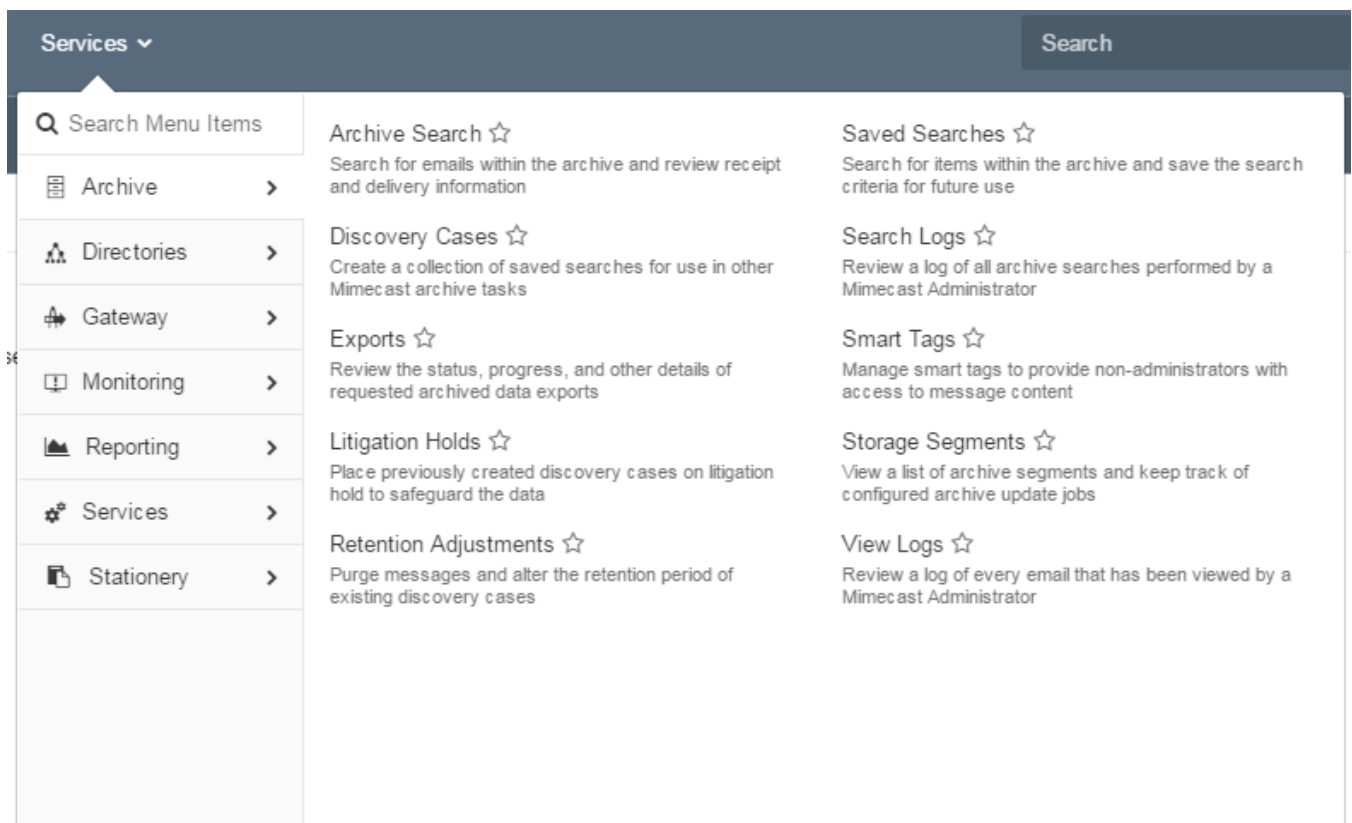 Services
Search
Search Menu Items
Archive
Directories
Gateway
Monitoring
Reporting
Services
Stationery
Archive Search
Search for emails within the archive and review receipt
and delivery information
Discovery Cases
Create a collection of saved searches for use in other
Mimecast archive tasks
Exports
Review the status, progress, and other details of
requested archived data exports
Litigation Holds
Place previously created discovery cases on litigation
hold to safeguard the data
Retention Adjustments
Purge messages and alter the retention period of
existing discovery cases
Saved Searches
Search for items within the archive and save the search
criteria for future use
Search Logs
Review a log of all archive searches performed by a
Mimecast Administrator
Smart Tags
Manage smart tags to provide non-administrators with
access to message content
Storage Segments
View a list of archive segments and keep track of
configured archive update jobs
View Logs
Review a log of every email that has been viewed by a
Mimecast Administrator